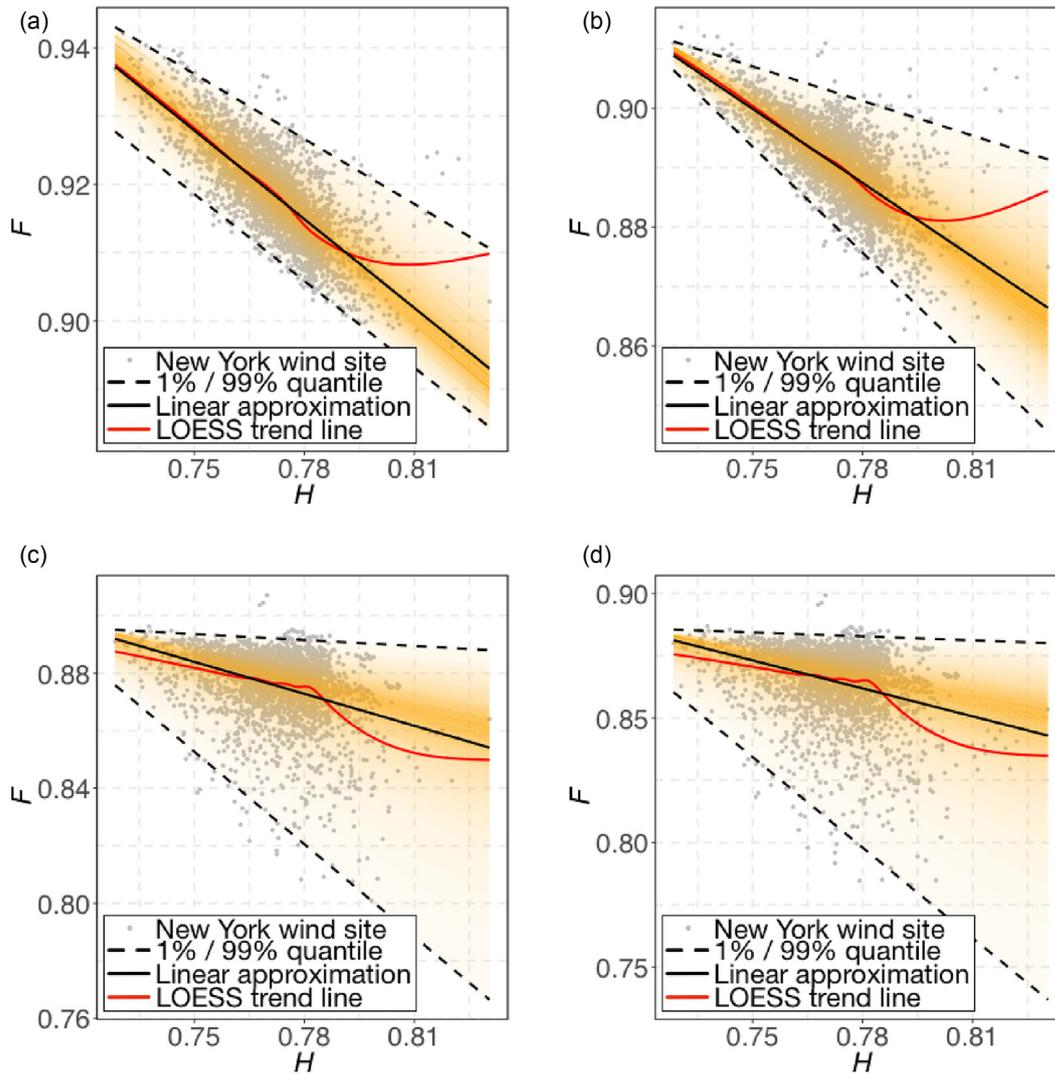 (a)
0.94
0.92
0.90
F
New York wind site
1% / 99% quantile
Linear approximation
LOESS trend line
0.75 0.78 0.81
H
(b)
0.90
0.88
0.86
F
New York wind site
1% / 99% quantile
Linear approximation
LOESS trend line
0.75 0.78 0.81
H
(c)
0.88
0.84
0.80
0.76
F
New York wind site
1% / 99% quantile
Linear approximation
LOESS trend line
0.75 0.78 0.81
H
(d)
0.90
0.85
0.80
0.75
F
New York wind site
1% / 99% quantile
Linear approximation
LOESS trend line
0.75 0.78 0.81
H